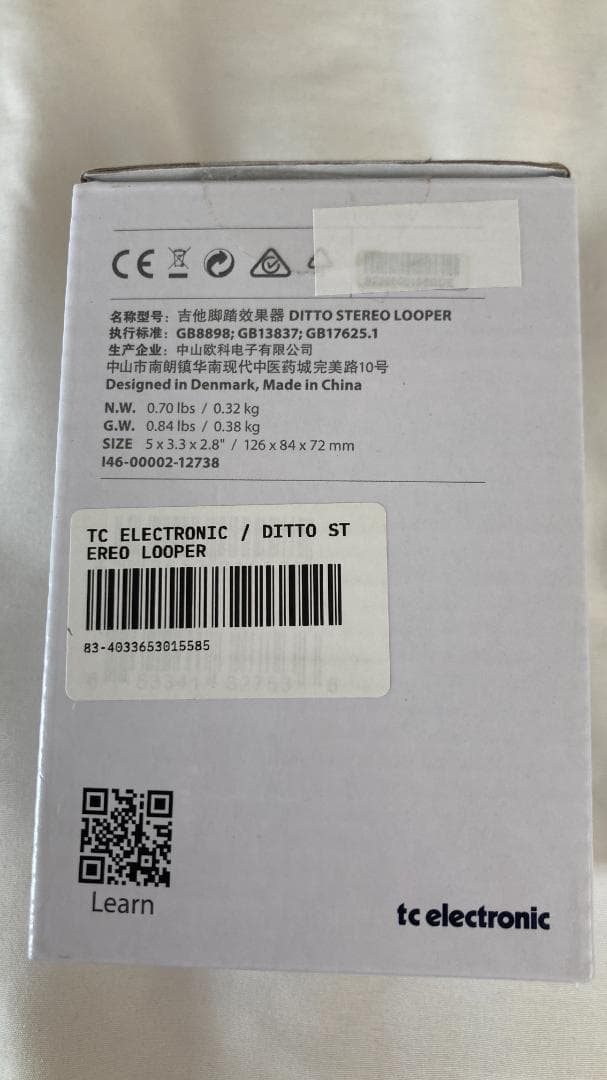 CE
名称型号：吉他脚踏效果器 DITTO STEREO LOOPER
执行标准：GB8898; GB13837; GB17625.1
生产企业：中山欧科电子有限公司
中山市南朗镇华南现代中医药城完美路10号
Designed in Denmark, Made in China
N.W. 0.70 lbs / 0.32 kg
G.W. 0.84 lbs / 0.38 kg
SIZE 5 x 3.3 x 2.8" / 126 x 84 x 72 mm
I46-00002-12738
TC ELECTRONIC / DITTO ST
EREO LOOPER
83-4033653015585
Learn
tc electronic